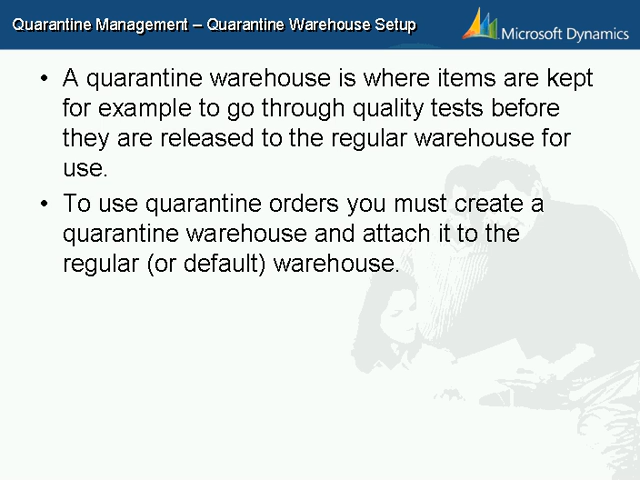 Quarantine Management – Quarantine Warehouse Setup
Microsoft Dynamics
• A quarantine warehouse is where items are kept
for example to go through quality tests before
they are released to the regular warehouse for
use.
• To use quarantine orders you must create a
quarantine warehouse and attach it to the
regular (or default) warehouse.